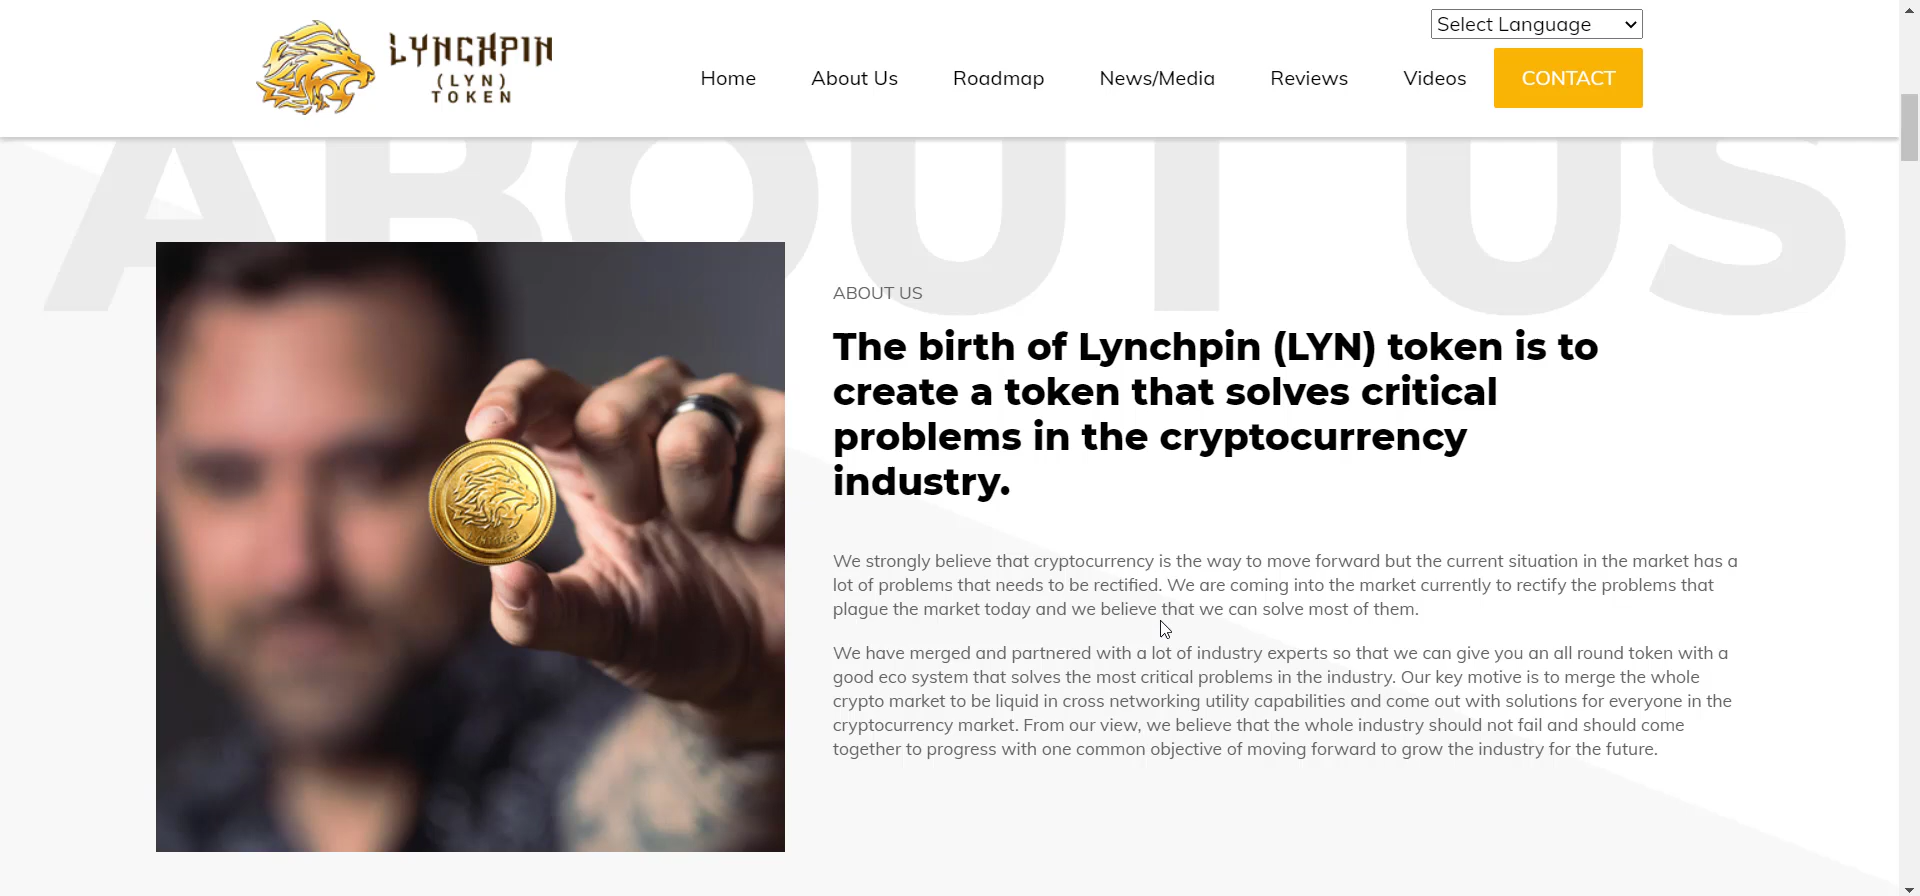 LYNCHPIN
(LYN)
TOKEN
Select Language
Home
About Us
Roadmap
News/Media
Reviews
Videos
CONTACT
ABOUT US
ABOUT US
The birth of Lynchpin (LYN) token is to
create a token that solves critical
problems in the cryptocurrency
industry.
We strongly believe that cryptocurrency is the way to move forward but the current situation in the market has a
lot of problems that needs to be rectified. We are coming into the market currently to rectify the problems that
plague the market today and we believe that we can solve most of them.
We have merged and partnered with a lot of industry experts so that we can give you an all round token with a
good eco system that solves the most critical problems in the industry. Our key motive is to merge the whole
crypto market to be liquid in cross networking utility capabilities and come out with solutions for everyone in the
cryptocurrency market. From our view, we believe that the whole industry should not fail and should come
together to progress with one common objective of moving forward to grow the industry for the future.